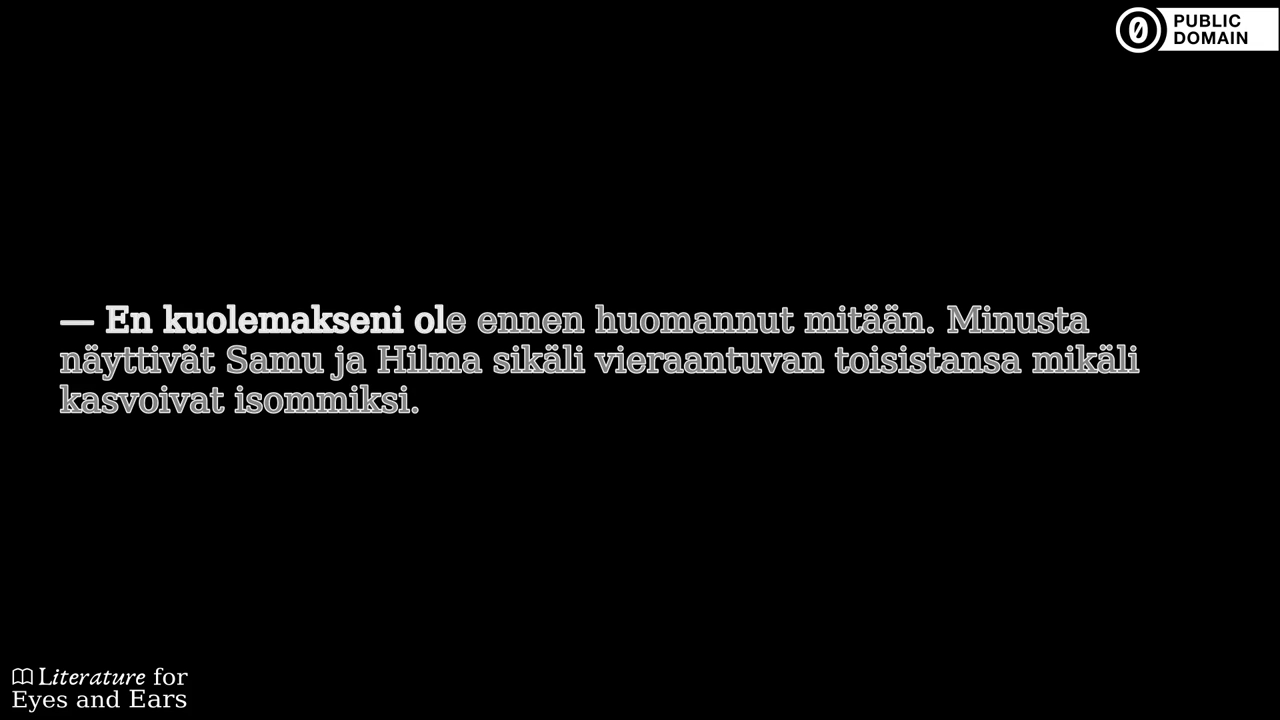 PUBLIC
DOMAIN
— En kuolemakseni ole ennen huomannut mitään. Minusta
näyttivät Samu ja Hilma sikäli vieraantuvan toisistansa mikäli
kasvoivat isommiksi.
Literature for
Eyes and Ears